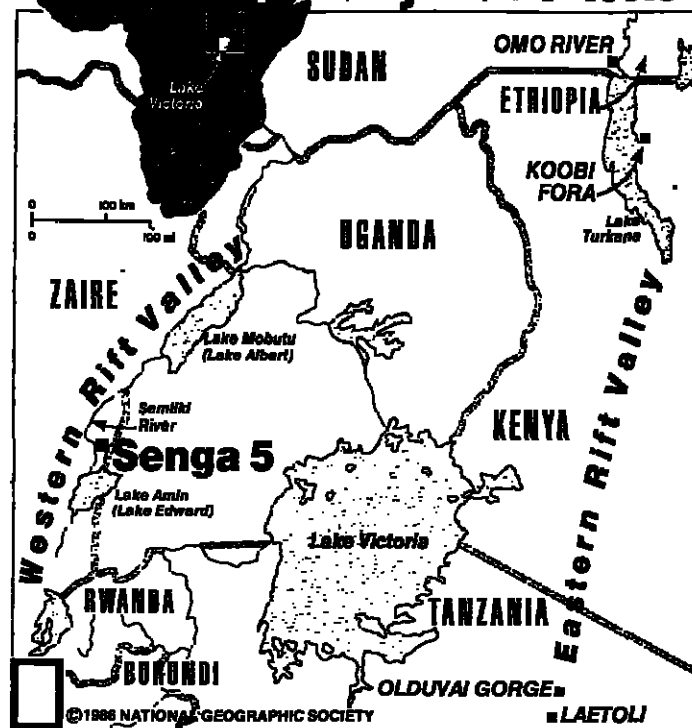 Lake
Victoria
OMO RIVER
SUDAN
ETHIOPIA
KOOBI
FORA
Lake
Turkana
0 100 km
0 100 mi
UGANDA
ZAIRE
Western Rift Valley
Lake Mobutu
(Lake Albert)
Semliki
River
Senga 5
KENYA
Eastern Rift Valley
Lake Amin
(Lake Edward)
Lake Victoria
RWANDA
TANZANIA
BURUNDI
OLDUVAI GORGE
©1986 NATIONAL GEOGRAPHIC SOCIETY
LAETOLI